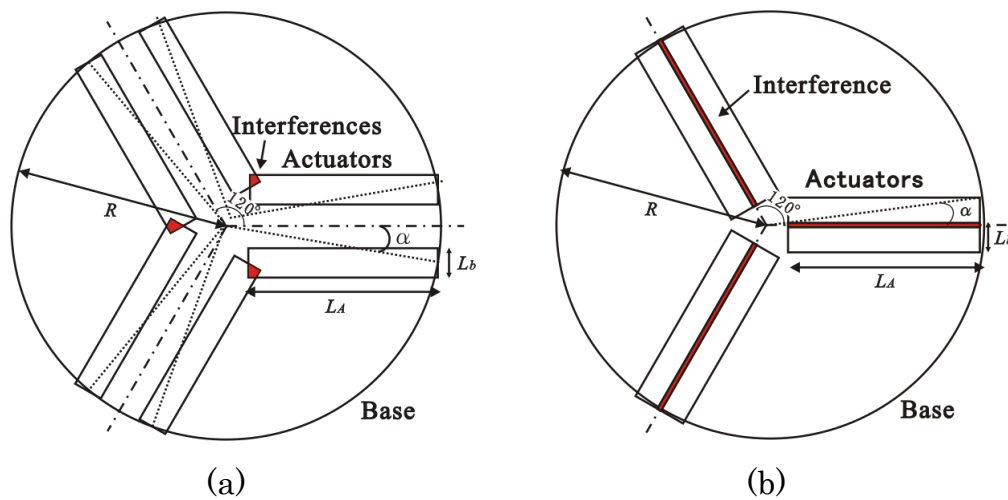 Interferences
Actuators
120°
R
α
Lb
LA
Base
(a)
Interference
Actuators
120°
R
α
LA
Base
(b)